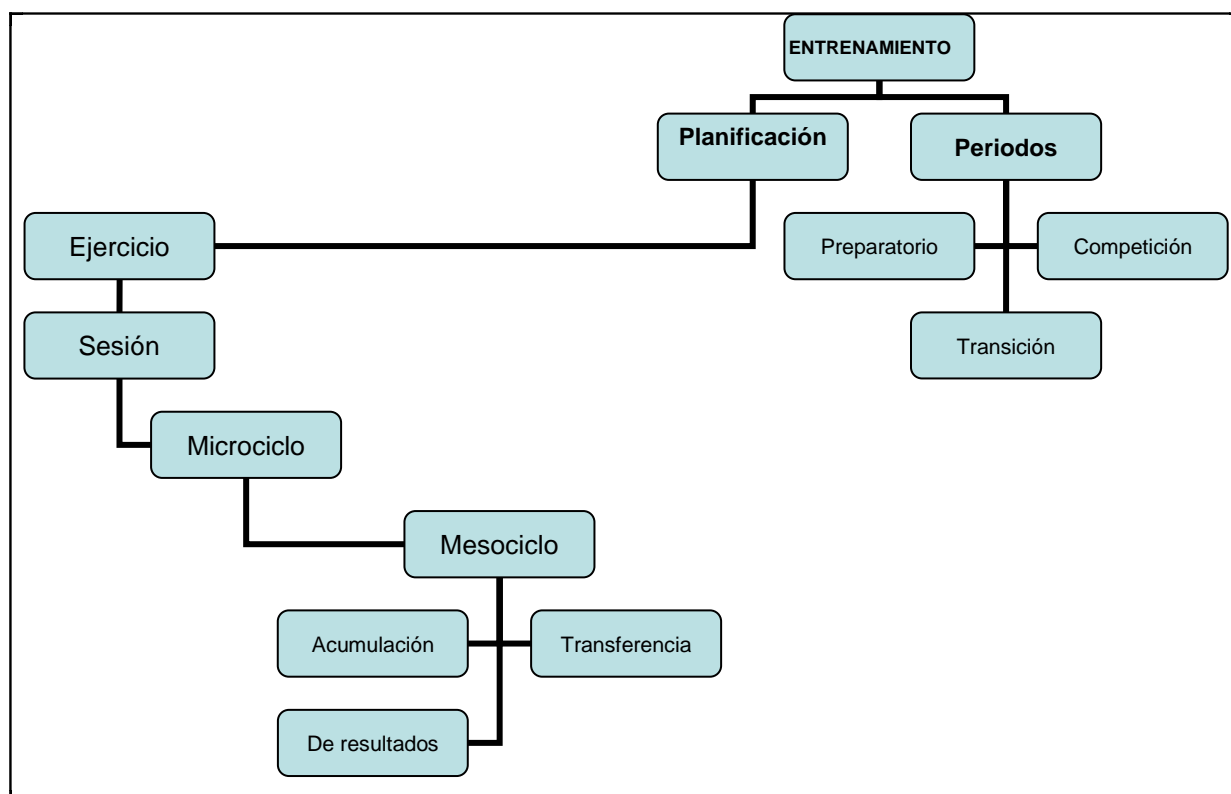 ENTRENAMIENTO
Planificación
Periodos
Ejercicio
Preparatorio
Competición
Sesión
Transición
Microciclo
Mesociclo
Acumulación
Transferencia
De resultados